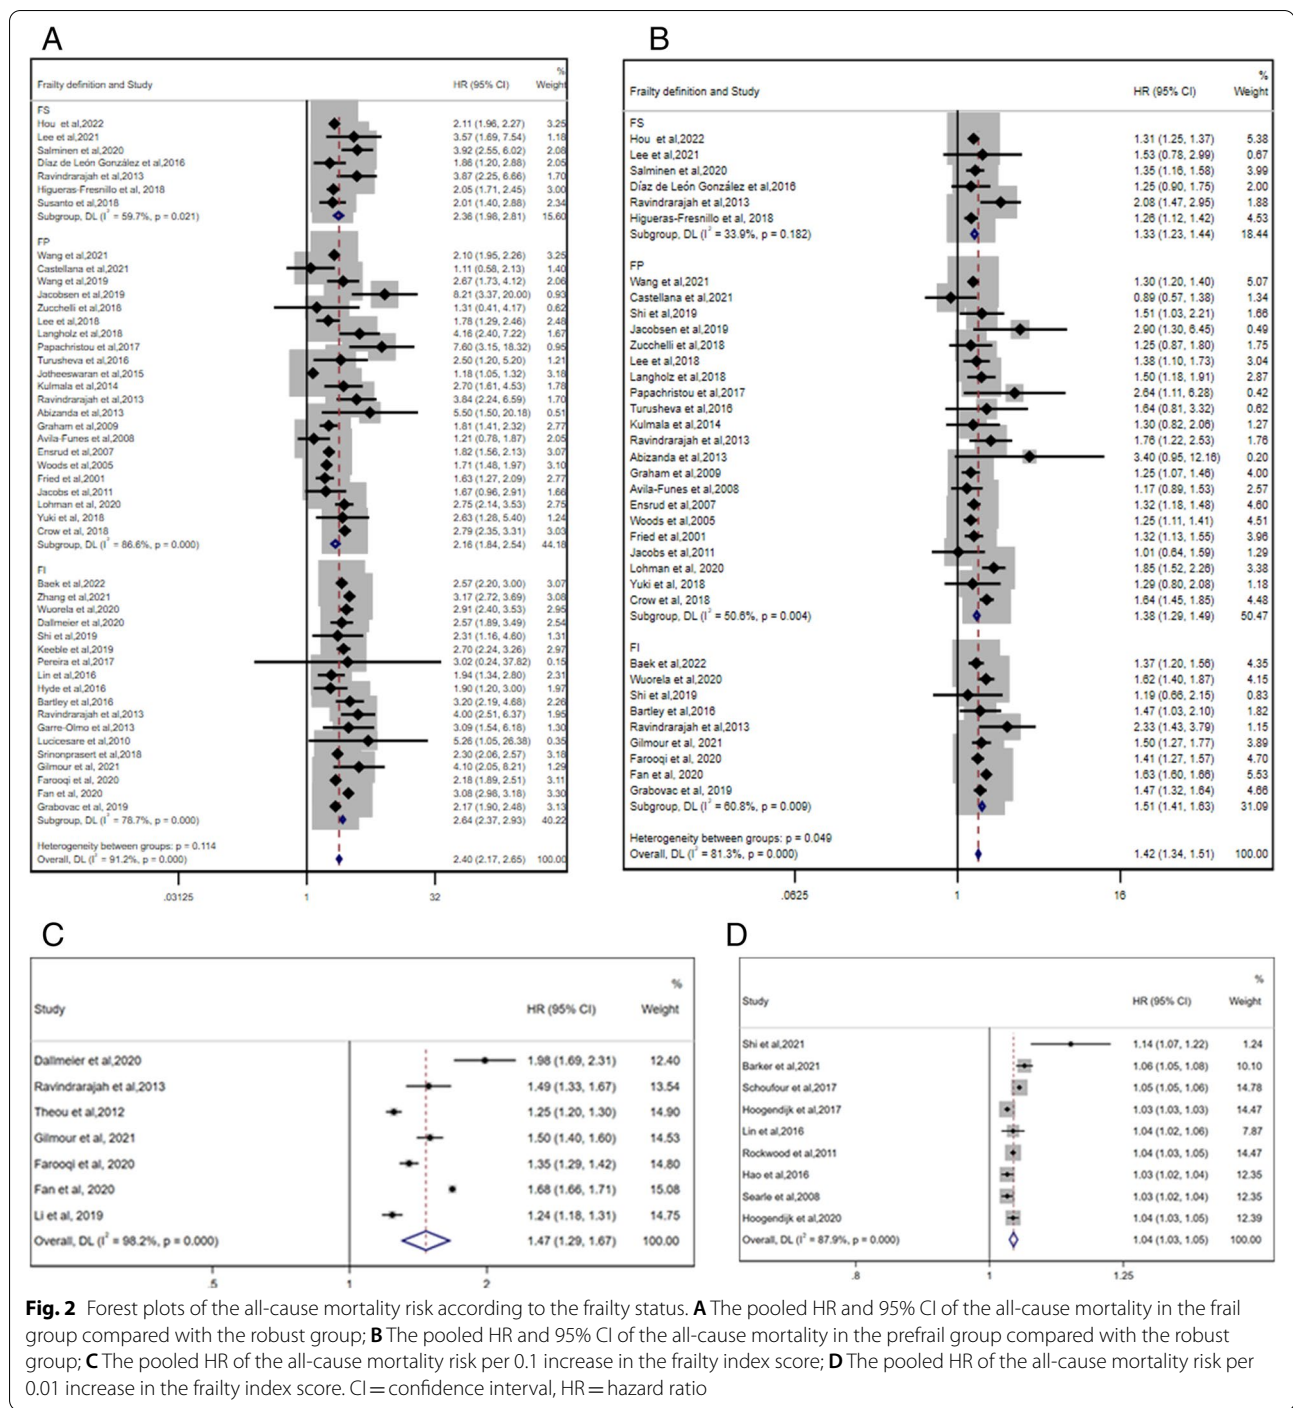 A
%
Frailty definition and Study HR (95% CI) Weight
FS
Hou et al,2022 2.11 (1.96, 2.27) 3.25
Lee et al,2021 3.57 (1.69, 7.54) 1.18
Salminen et al,2020 3.92 (2.55, 6.02) 2.08
Díaz de León González et al,2016 1.86 (1.20, 2.88) 2.05
Ravindrarajah et al,2013 3.87 (2.25, 6.66) 1.70
Higueras-Fresnillo et al, 2018 2.05 (1.71, 2.45) 3.00
Susanto et al,2018 2.01 (1.40, 2.88) 2.34
Subgroup, DL (I² = 59.7%, p = 0.021) 2.36 (1.98, 2.81) 15.60
FP
Wang et al,2021 2.10 (1.95, 2.26) 3.25
Castellana et al,2021 1.11 (0.58, 2.13) 1.40
Wang et al,2019 2.67 (1.73, 4.12) 2.06
Jacobsen et al,2019 8.21 (3.37, 20.00) 0.93
Zucchelli et al,2018 1.31 (0.41, 4.17) 0.62
Lee et al,2018 1.78 (1.29, 2.46) 2.48
Langholz et al,2018 4.16 (2.40, 7.22) 1.67
Papachristou et al,2017 7.60 (3.15, 18.32) 0.95
Turusheva et al,2016 2.50 (1.20, 5.20) 1.21
Jotheeswaran et al,2015 1.18 (1.05, 1.32) 3.18
Kulmala et al,2014 2.70 (1.61, 4.53) 1.78
Ravindrarajah et al,2013 3.84 (2.24, 6.59) 1.70
Abizanda et al,2013 5.50 (1.50, 20.18) 0.51
Graham et al,2009 1.81 (1.41, 2.32) 2.77
Avila-Funes et al,2008 1.21 (0.78, 1.87) 2.05
Ensrud et al,2007 1.82 (1.56, 2.13) 3.07
Woods et al,2005 1.71 (1.48, 1.97) 3.10
Fried et al,2001 1.63 (1.27, 2.09) 2.77
Jacobs et al,2011 1.67 (0.96, 2.91) 1.66
Lohman et al, 2020 2.75 (2.14, 3.53) 2.75
Yuki et al, 2018 2.63 (1.28, 5.40) 1.24
Crow et al, 2018 2.79 (2.35, 3.31) 3.03
Subgroup, DL (I² = 86.6%, p = 0.000) 2.16 (1.84, 2.54) 44.18
FI
Baek et al,2022 2.57 (2.20, 3.00) 3.07
Zhang et al,2021 3.17 (2.72, 3.69) 3.08
Wuorela et al,2020 2.91 (2.40, 3.53) 2.95
Dallmeier et al,2020 2.57 (1.89, 3.49) 2.54
Shi et al,2019 2.31 (1.16, 4.60) 1.31
Keeble et al,2019 2.70 (2.24, 3.26) 2.97
Pereira et al,2017 3.02 (0.24, 37.82) 0.15
Lin et al,2016 1.94 (1.34, 2.80) 2.31
Hyde et al,2016 1.90 (1.20, 3.00) 1.97
Bartley et al,2016 3.20 (2.19, 4.68) 2.26
Ravindrarajah et al,2013 4.00 (2.51, 6.37) 1.95
Garre-Olmo et al,2013 3.09 (1.54, 6.18) 1.30
Lucicesare et al,2010 5.26 (1.05, 26.38) 0.35
Srinonprasert et al,2018 2.30 (2.06, 2.57) 3.18
Gilmour et al, 2021 4.10 (2.05, 8.21) 1.29
Farooqi et al, 2020 2.18 (1.89, 2.51) 3.11
Fan et al, 2020 3.08 (2.98, 3.18) 3.30
Grabovac et al, 2019 2.17 (1.90, 2.48) 3.13
Subgroup, DL (I² = 78.7%, p = 0.000) 2.64 (2.37, 2.93) 40.22
Heterogeneity between groups: p = 0.114
Overall, DL (I² = 91.2%, p = 0.000) 2.40 (2.17, 2.65) 100.00
.03125 1 32
B
%
Frailty definition and Study HR (95% CI) Weight
FS
Hou et al,2022 1.31 (1.25, 1.37) 5.38
Lee et al,2021 1.53 (0.78, 2.99) 0.67
Salminen et al,2020 1.35 (1.16, 1.58) 3.99
Díaz de León González et al,2016 1.25 (0.90, 1.75) 2.00
Ravindrarajah et al,2013 2.08 (1.47, 2.95) 1.88
Higueras-Fresnillo et al, 2018 1.26 (1.12, 1.42) 4.53
Subgroup, DL (I² = 33.9%, p = 0.182) 1.33 (1.23, 1.44) 18.44
FP
Wang et al,2021 1.30 (1.20, 1.40) 5.07
Castellana et al,2021 0.89 (0.57, 1.38) 1.34
Shi et al,2019 1.51 (1.03, 2.21) 1.66
Jacobsen et al,2019 2.90 (1.30, 6.45) 0.49
Zucchelli et al,2018 1.25 (0.87, 1.80) 1.75
Lee et al,2018 1.38 (1.10, 1.73) 3.04
Langholz et al,2018 1.50 (1.18, 1.91) 2.87
Papachristou et al,2017 2.64 (1.11, 6.28) 0.42
Turusheva et al,2016 1.64 (0.81, 3.32) 0.62
Kulmala et al,2014 1.30 (0.82, 2.06) 1.27
Ravindrarajah et al,2013 1.76 (1.22, 2.53) 1.76
Abizanda et al,2013 3.40 (0.95, 12.16) 0.20
Graham et al,2009 1.25 (1.07, 1.46) 4.00
Avila-Funes et al,2008 1.17 (0.89, 1.53) 2.57
Ensrud et al,2007 1.32 (1.18, 1.48) 4.60
Woods et al,2005 1.25 (1.11, 1.41) 4.51
Fried et al,2001 1.32 (1.13, 1.55) 3.96
Jacobs et al,2011 1.01 (0.64, 1.59) 1.29
Lohman et al, 2020 1.85 (1.52, 2.26) 3.38
Yuki et al, 2018 1.29 (0.80, 2.08) 1.18
Crow et al, 2018 1.64 (1.45, 1.85) 4.48
Subgroup, DL (I² = 50.6%, p = 0.004) 1.38 (1.29, 1.49) 50.47
FI
Baek et al,2022 1.37 (1.20, 1.56) 4.35
Wuorela et al,2020 1.62 (1.40, 1.87) 4.15
Shi et al,2019 1.19 (0.66, 2.15) 0.83
Bartley et al,2016 1.47 (1.03, 2.10) 1.82
Ravindrarajah et al,2013 2.33 (1.43, 3.79) 1.15
Gilmour et al, 2021 1.50 (1.27, 1.77) 3.89
Farooqi et al, 2020 1.41 (1.27, 1.57) 4.70
Fan et al, 2020 1.63 (1.60, 1.66) 5.53
Grabovac et al, 2019 1.47 (1.32, 1.64) 4.66
Subgroup, DL (I² = 60.8%, p = 0.009) 1.51 (1.41, 1.63) 31.09
Heterogeneity between groups: p = 0.049
Overall, DL (I² = 81.3%, p = 0.000) 1.42 (1.34, 1.51) 100.00
.0625 1 16
C
%
Study HR (95% CI) Weight
Dallmeier et al,2020 1.98 (1.69, 2.31) 12.40
Ravindrarajah et al,2013 1.49 (1.33, 1.67) 13.54
Theou et al,2012 1.25 (1.20, 1.30) 14.90
Gilmour et al, 2021 1.50 (1.40, 1.60) 14.53
Farooqi et al, 2020 1.35 (1.29, 1.42) 14.80
Fan et al, 2020 1.68 (1.66, 1.71) 15.08
Li et al, 2019 1.24 (1.18, 1.31) 14.75
Overall, DL (I² = 98.2%, p = 0.000) 1.47 (1.29, 1.67) 100.00
.5 1 2
D
%
Study HR (95% CI) Weight
Shi et al,2021 1.14 (1.07, 1.22) 1.24
Barker et al,2021 1.06 (1.05, 1.08) 10.10
Schoufour et al,2017 1.05 (1.05, 1.06) 14.78
Hoogendijk et al,2017 1.03 (1.03, 1.03) 14.47
Lin et al,2016 1.04 (1.02, 1.06) 7.87
Rockwood et al,2011 1.04 (1.03, 1.05) 14.47
Hao et al,2016 1.03 (1.02, 1.04) 12.35
Searle et al,2008 1.03 (1.02, 1.04) 12.35
Hoogendijk et al,2020 1.04 (1.03, 1.05) 12.39
Overall, DL (I² = 87.9%, p = 0.000) 1.04 (1.03, 1.05) 100.00
.8 1 1.25
Fig. 2 Forest plots of the all-cause mortality risk according to the frailty status. A The pooled HR and 95% CI of the all-cause mortality in the frail
group compared with the robust group; B The pooled HR and 95% CI of the all-cause mortality in the prefrail group compared with the robust
group; C The pooled HR of the all-cause mortality risk per 0.1 increase in the frailty index score; D The pooled HR of the all-cause mortality risk per
0.01 increase in the frailty index score. CI = confidence interval, HR = hazard ratio